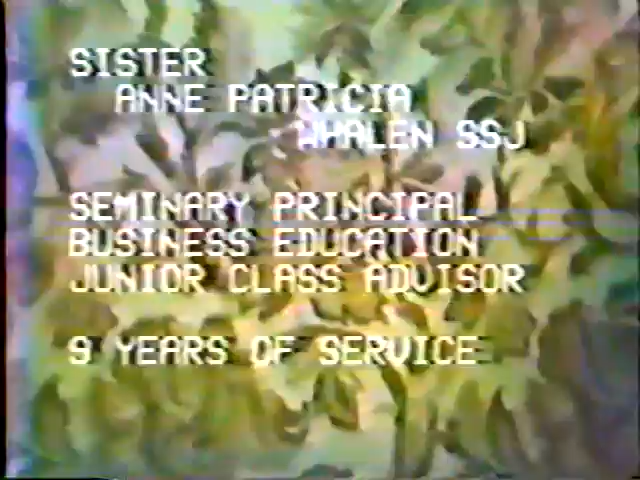 SISTER
ANNE PATRICIA
WHALEN SSJ
SEMINARY PRINCIPAL
BUSINESS EDUCATION
JUNIOR CLASS ADVISOR
9 YEARS OF SERVICE